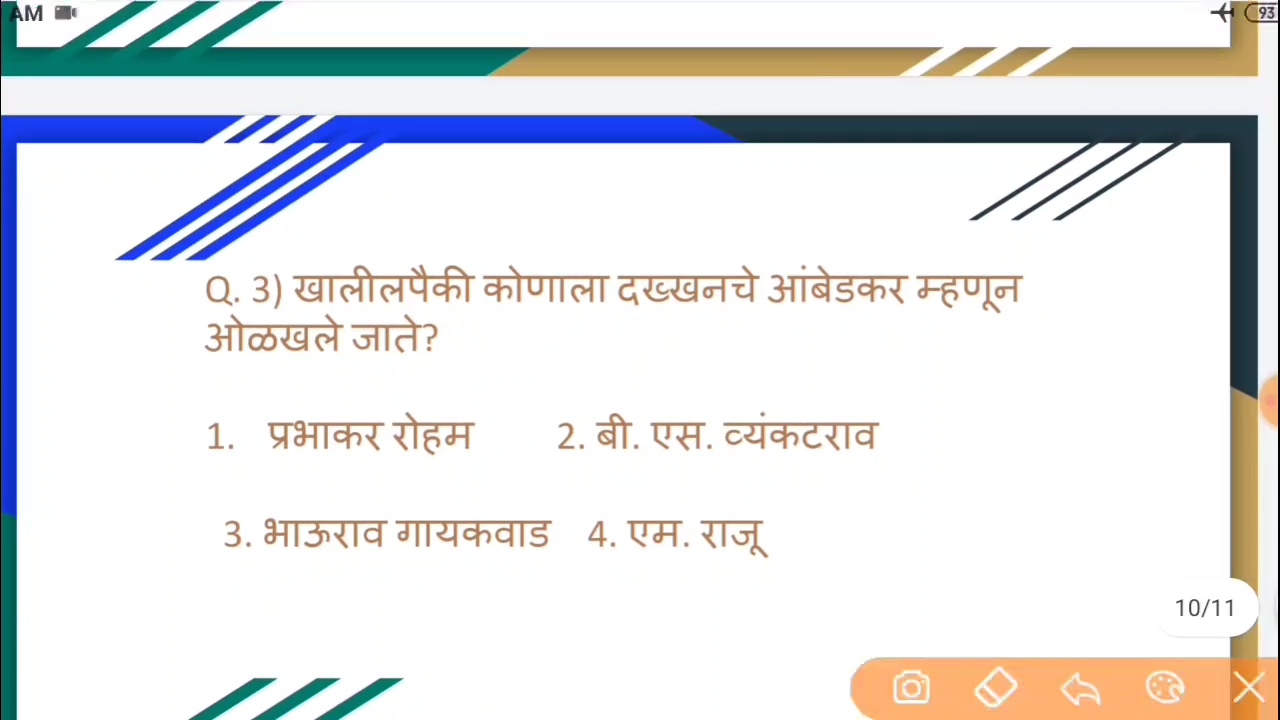 AM
93
Q. 3) खालीलपैकी कोणाला दख्खनचे आंबेडकर म्हणून
ओळखले जाते?
1. प्रभाकर रोहम 2. बी. एस. व्यंकटराव
3. भाऊराव गायकवाड 4. एम. राजू
10/11